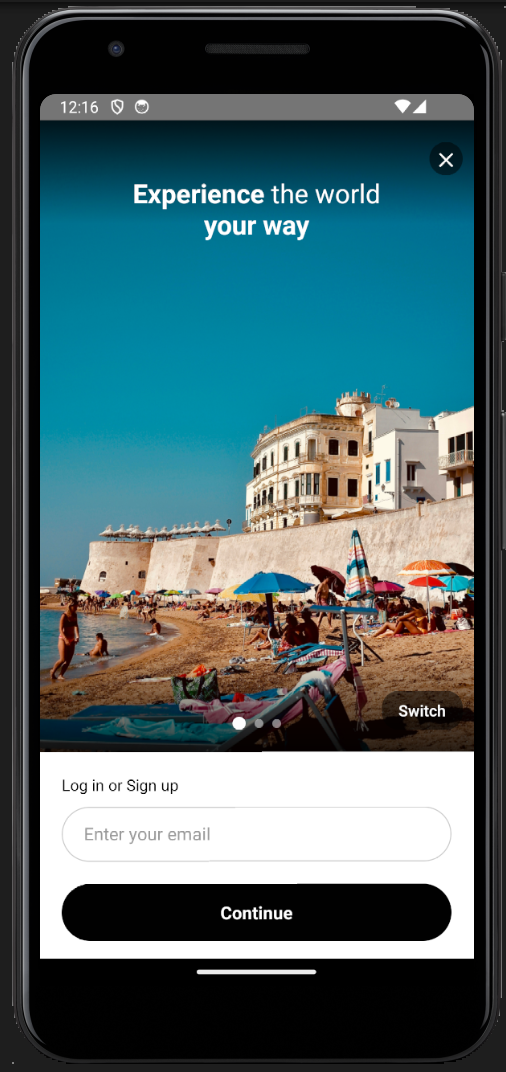 12:16
Experience the world
your way
Switch
Log in or Sign up
Enter your email
Continue